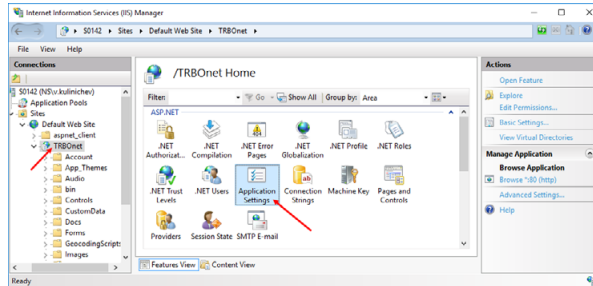 Internet Information Services (IIS) Manager
S0142 ▸ Sites ▸ Default Web Site ▸ TRBOnet ▸
File View Help
Connections
S0142 (NS\v.kulinichev)
Application Pools
Sites
Default Web Site
aspnet_client
TRBOnet
Account
App_Themes
Audio
bin
Controls
CustomData
Docs
Forms
GeocodingScripts
Images
/TRBOnet Home
Filter: Go Show All Group by: Area
ASP.NET
.NET Authorizat...
.NET Compilation
.NET Error Pages
.NET Globalization
.NET Profile
.NET Roles
.NET Trust Levels
.NET Users
Application Settings
Connection Strings
Machine Key
Pages and Controls
Providers
Session State
SMTP E-mail
Features View Content View
Actions
Open Feature
Explore
Edit Permissions...
Basic Settings...
View Virtual Directories
Manage Application
Browse Application
Browse *:80 (http)
Advanced Settings...
Help
Ready